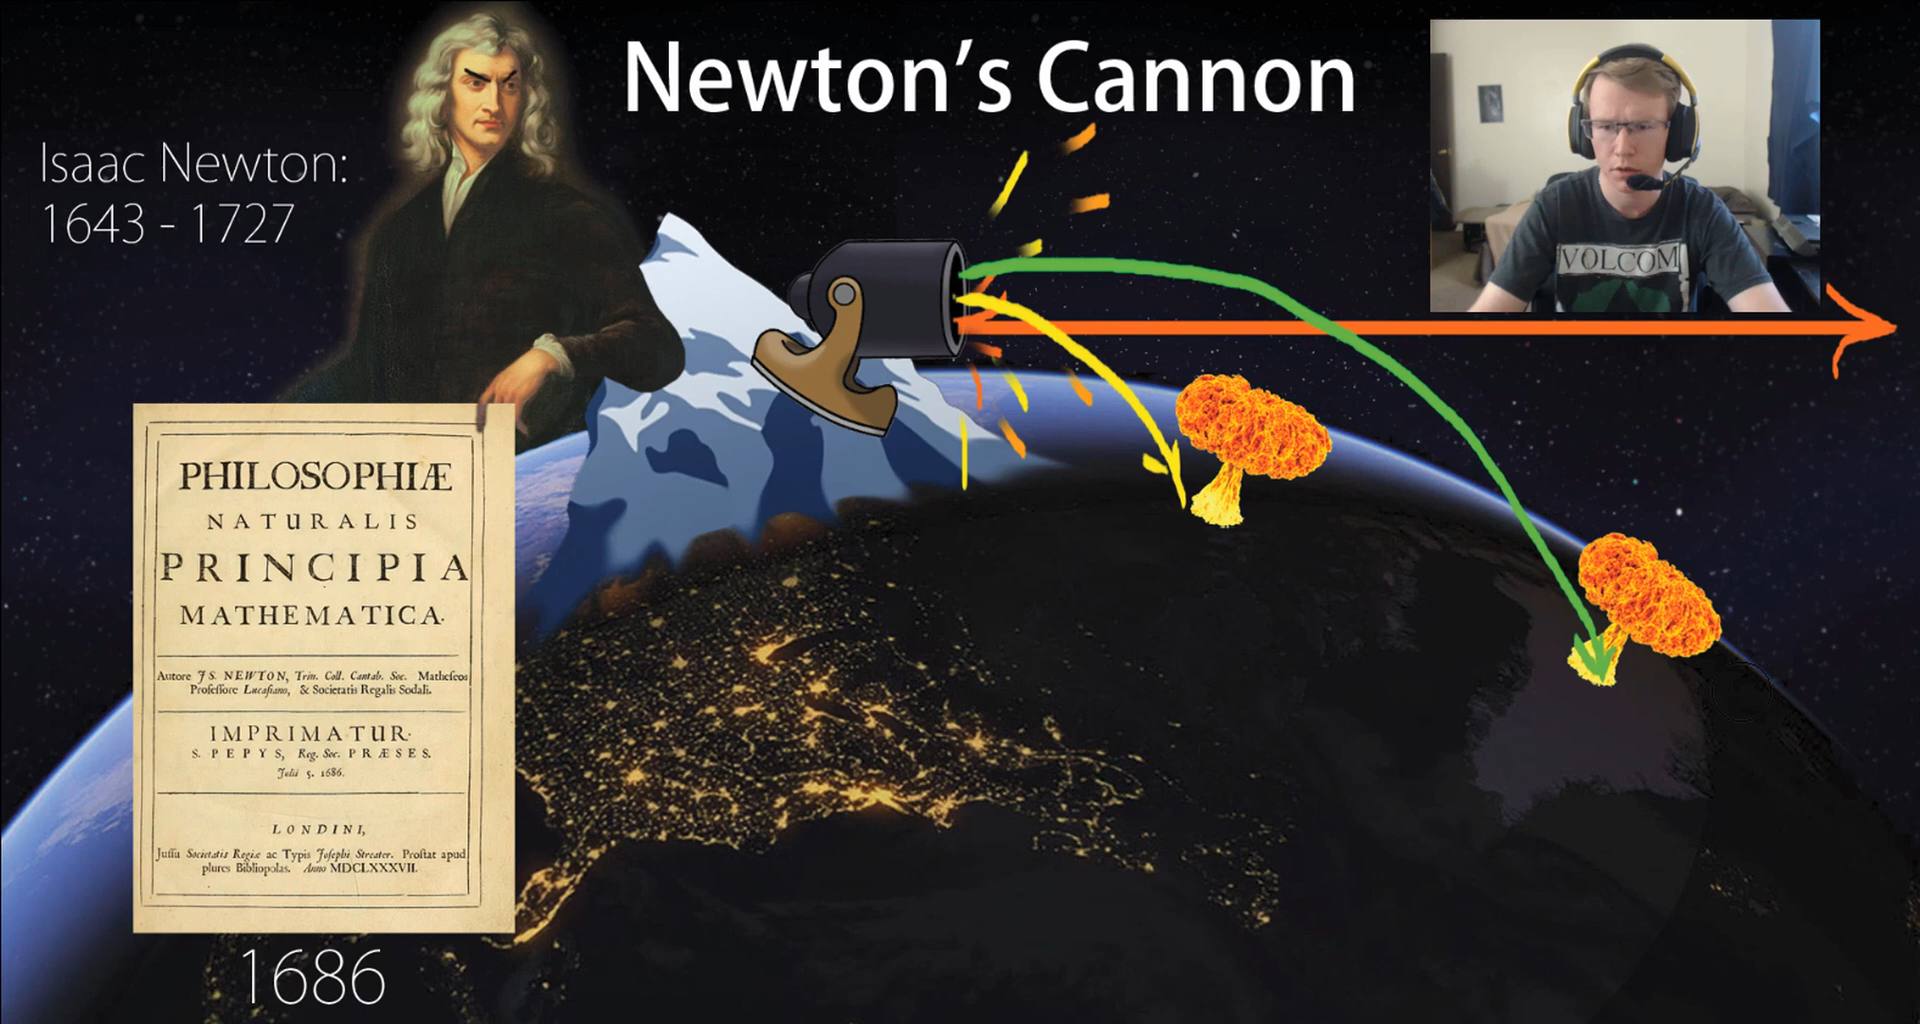 Newton's Cannon
Isaac Newton:
1643 - 1727
VOLCOM
PHILOSOPHIÆ
NATURALIS
PRINCIPIA
MATHEMATICA.
Autore JS. NEWTON, Trin. Coll. Cantab. Soc. Matheſeos
Profeſſore Lucaſiano, & Societatis Regalis Sodali.
IMPRIMATUR.
S. PEPYS, Reg. Soc. PRÆSES.
Julii 5. 1686.
LONDINI,
Juſſu Societatis Regiæ ac Typis Joſephi Streater. Proſtat apud
plures Bibliopolas. Anno MDCLXXXVII.
1686